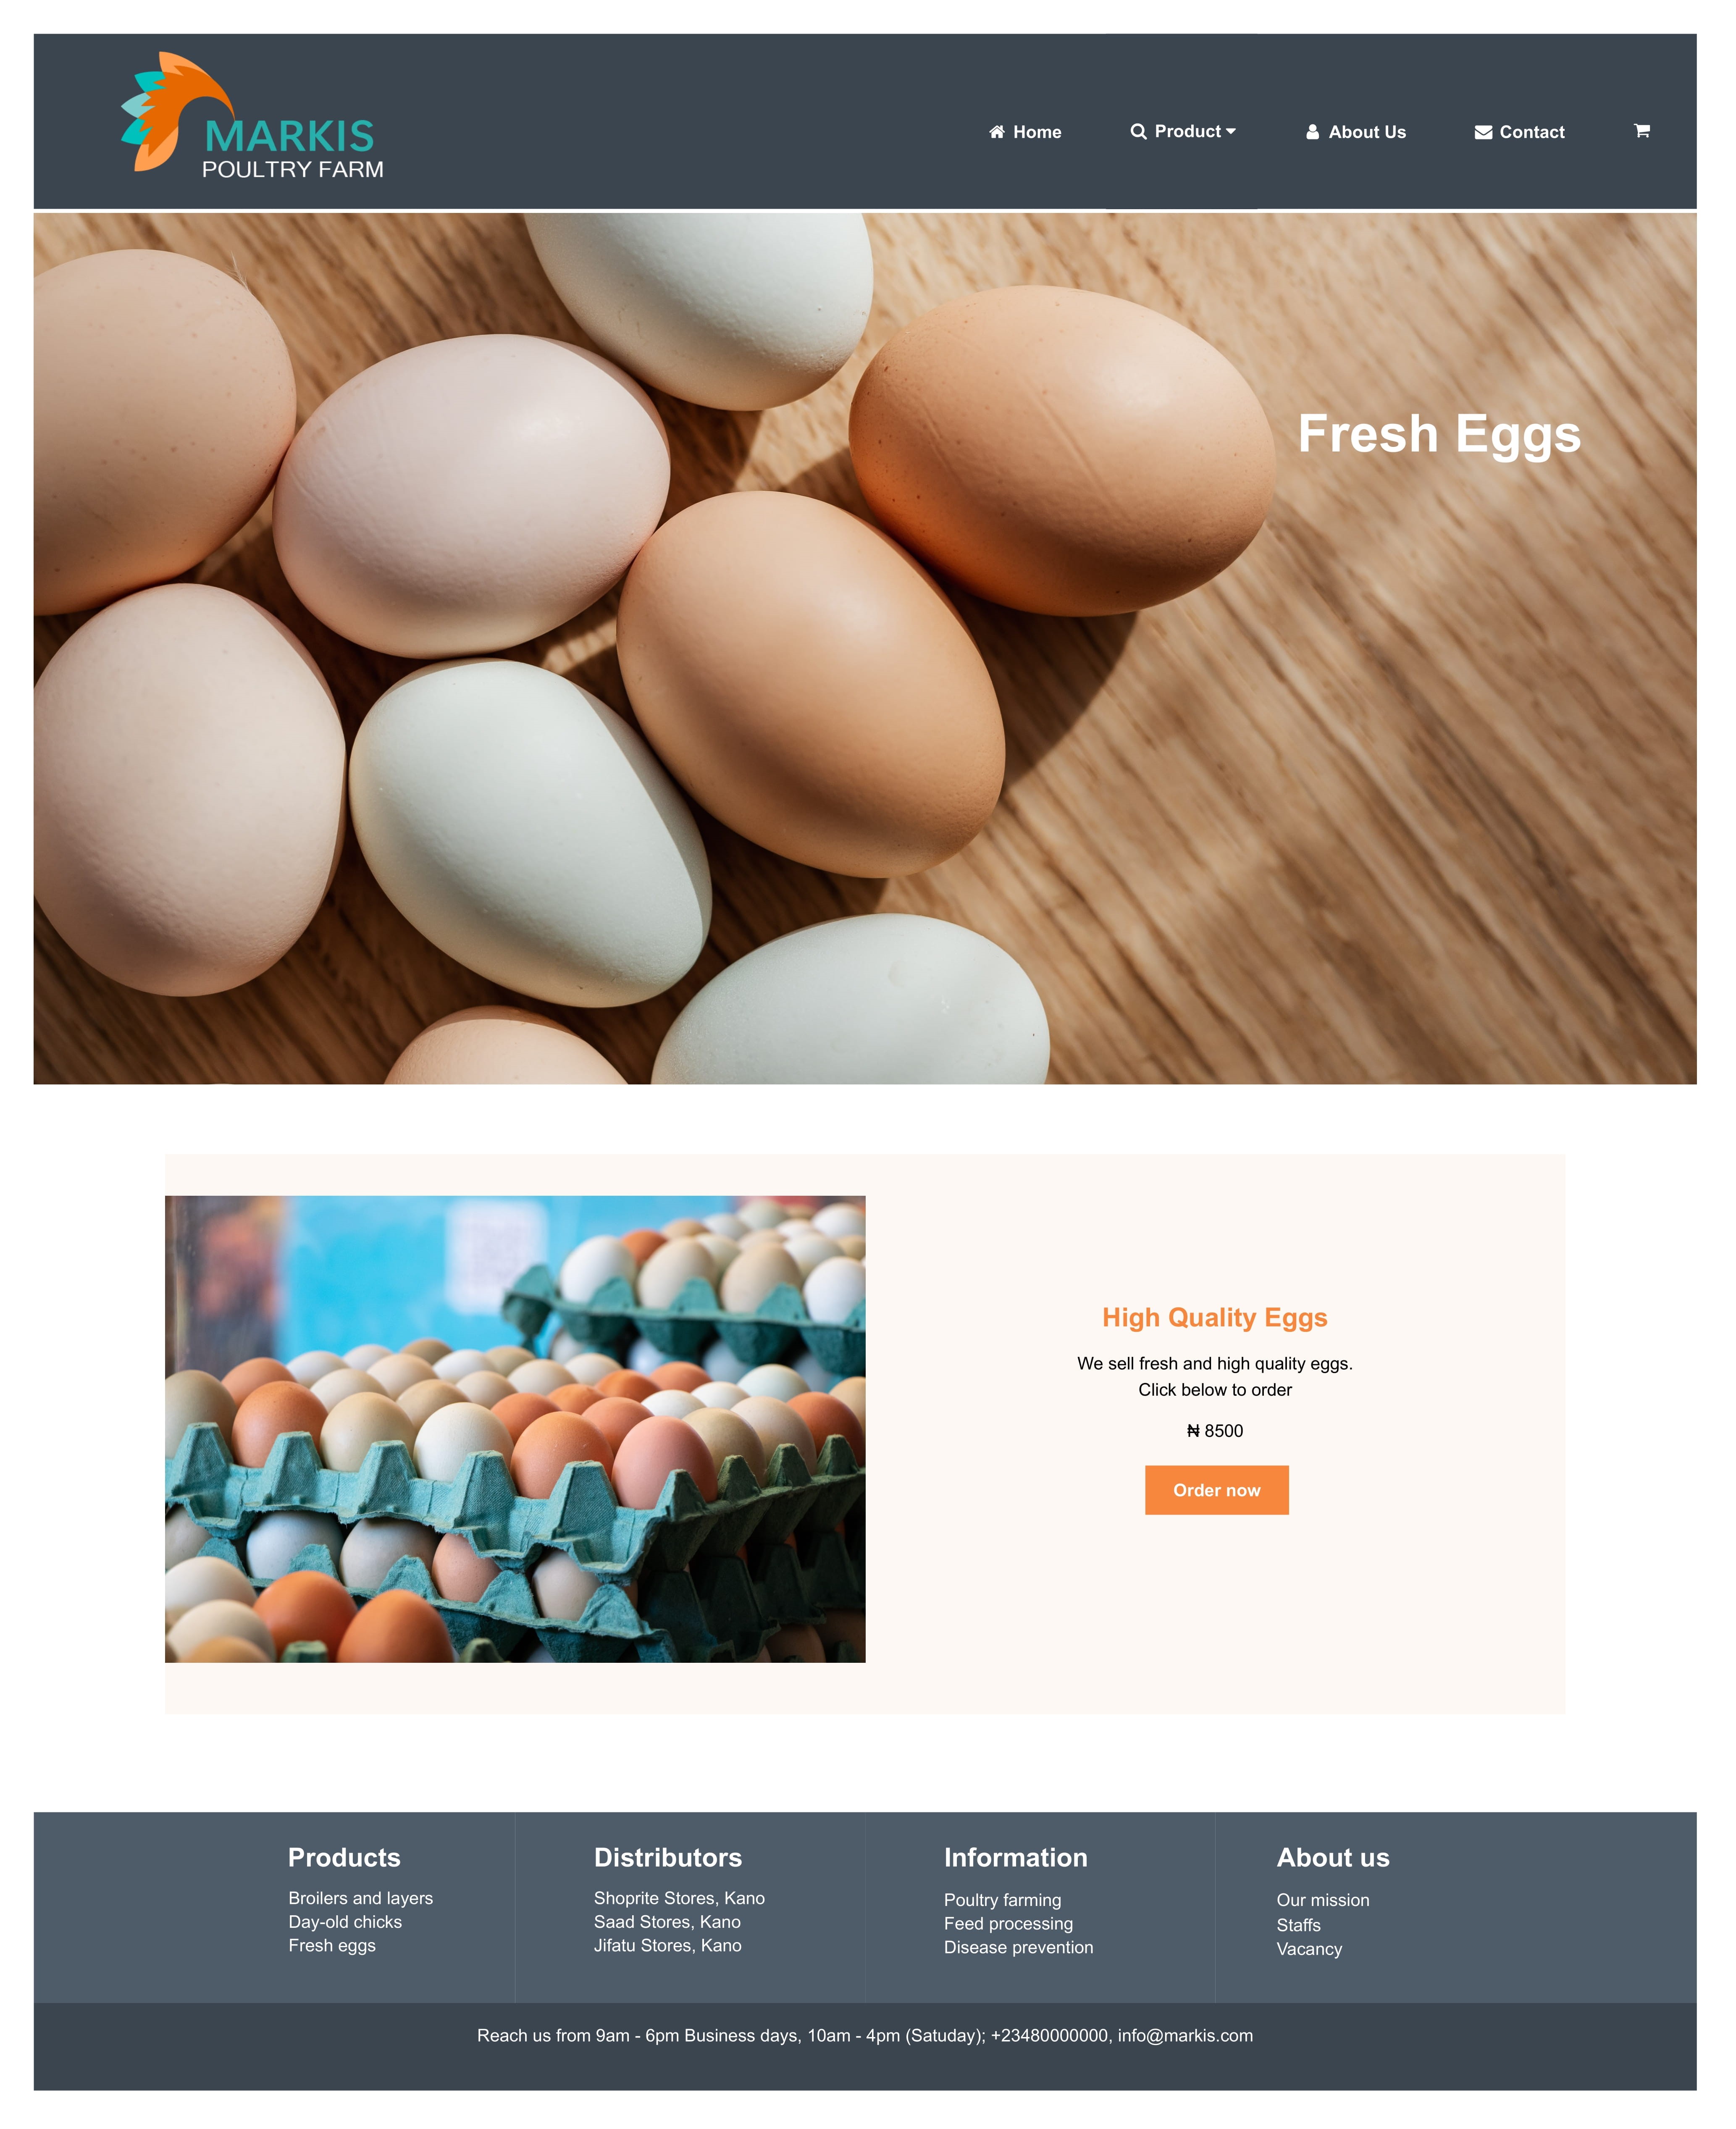 MARKIS
POULTRY FARM
Home
Product
About Us
Contact
Fresh Eggs
High Quality Eggs
We sell fresh and high quality eggs.
Click below to order
₦ 8500
Order now
Products
Broilers and layers
Day-old chicks
Fresh eggs
Distributors
Shoprite Stores, Kano
Saad Stores, Kano
Jifatu Stores, Kano
Information
Poultry farming
Feed processing
Disease prevention
About us
Our mission
Staffs
Vacancy
Reach us from 9am - 6pm Business days, 10am - 4pm (Satuday); +23480000000, info@markis.com